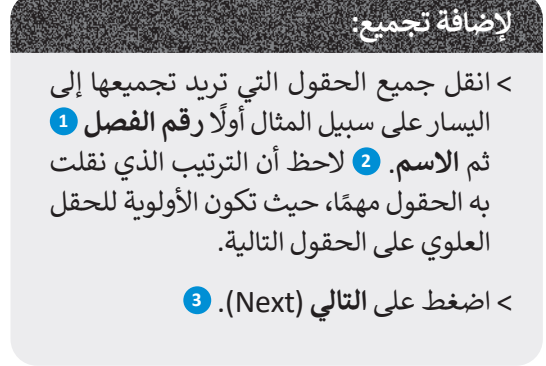 لإضافة تجميع:
> انقل جميع الحقول التي تريد تجميعها إلى
اليسار على سبيل المثال أولًا رقم الفصل 1
ثم الاسم. 2 لاحظ أن الترتيب الذي نقلت
به الحقول مهمًا، حيث تكون الأولوية للحقل
العلوي على الحقول التالية.
> اضغط على التالي (Next). 3